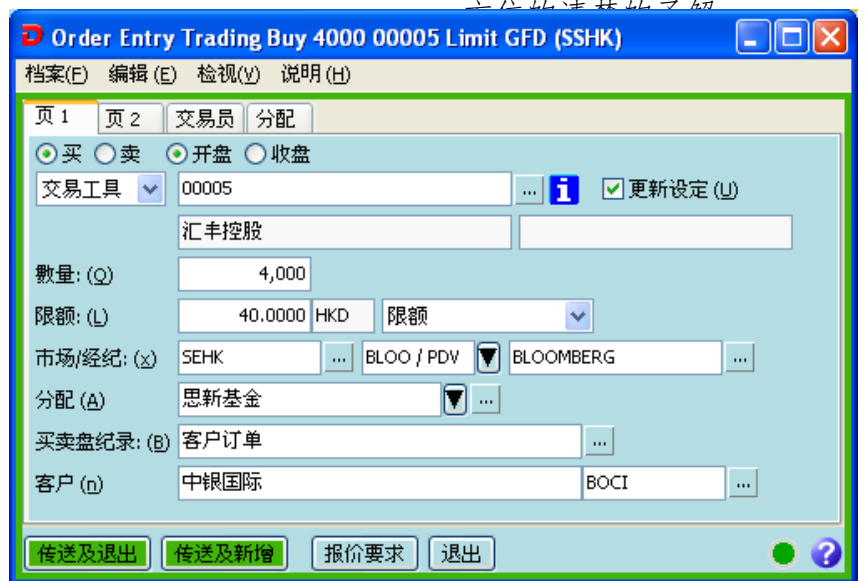 Order Entry Trading Buy 4000 00005 Limit GFD (SSHK)
档案(F) 编辑(E) 检视(V) 说明(H)
页 1 页 2 交易员 分配
买 卖 开盘 收盘
交易工具 00005 ... i 更新设定(U)
汇丰控股
數量: (Q) 4,000
限额: (L) 40.0000 HKD 限额
市场/经纪: (x) SEHK ... BLOO / PDV BLOOMBERG ...
分配 (A) 思新基金 ...
买卖盘纪录: (B) 客户订单 ...
客户 (n) 中银国际 BOCI ...
传送及退出 传送及新增 报价要求 退出 ?